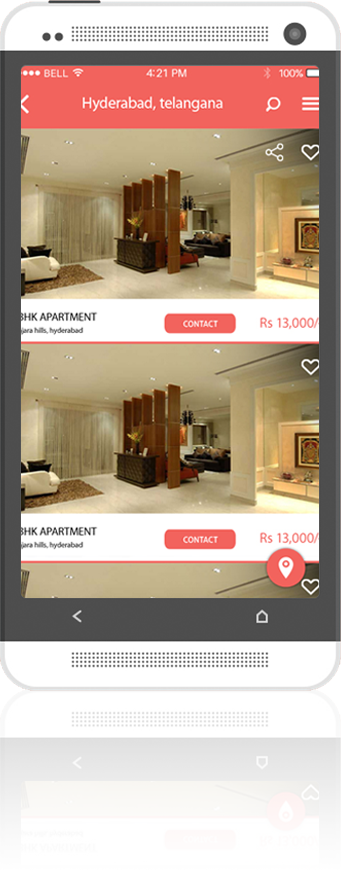 BELL 4:21 PM 100%
Hyderabad, telangana
BHK APARTMENT
jara hills, hyderabad
CONTACT
Rs 13,000/
BHK APARTMENT
jara hills, hyderabad
CONTACT
Rs 13,000/